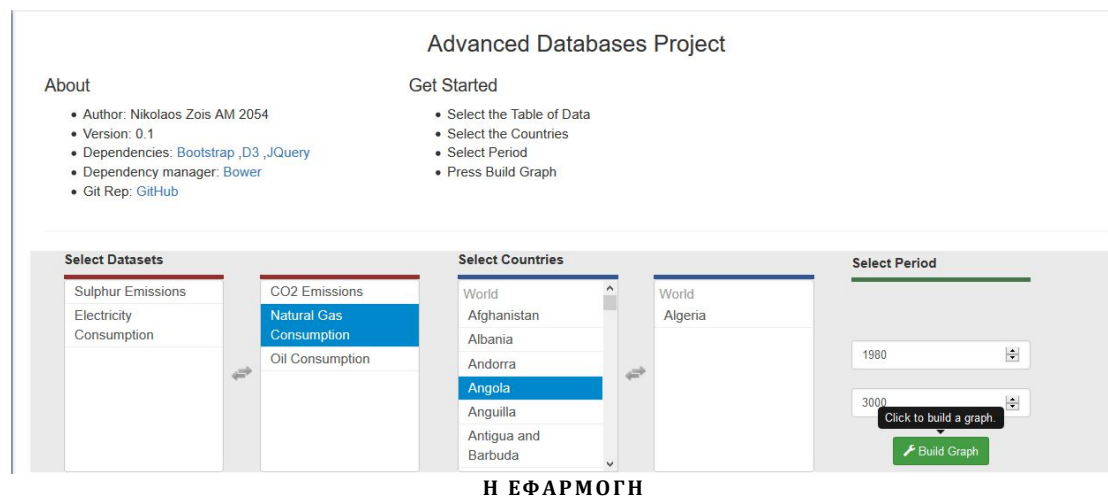 Advanced Databases Project
About
• Author: Nikolaos Zois AM 2054
• Version: 0.1
• Dependencies: Bootstrap ,D3 ,JQuery
• Dependency manager: Bower
• Git Rep: GitHub
Get Started
• Select the Table of Data
• Select the Countries
• Select Period
• Press Build Graph
Select Datasets
Sulphur Emissions
Electricity
Consumption
CO2 Emissions
Natural Gas
Consumption
Oil Consumption
Select Countries
World
Afghanistan
Albania
Andorra
Angola
Anguilla
Antigua and
Barbuda
World
Algeria
Select Period
1980
3000
Click to build a graph.
Build Graph
Η ΕΦΑΡΜΟΓΗ